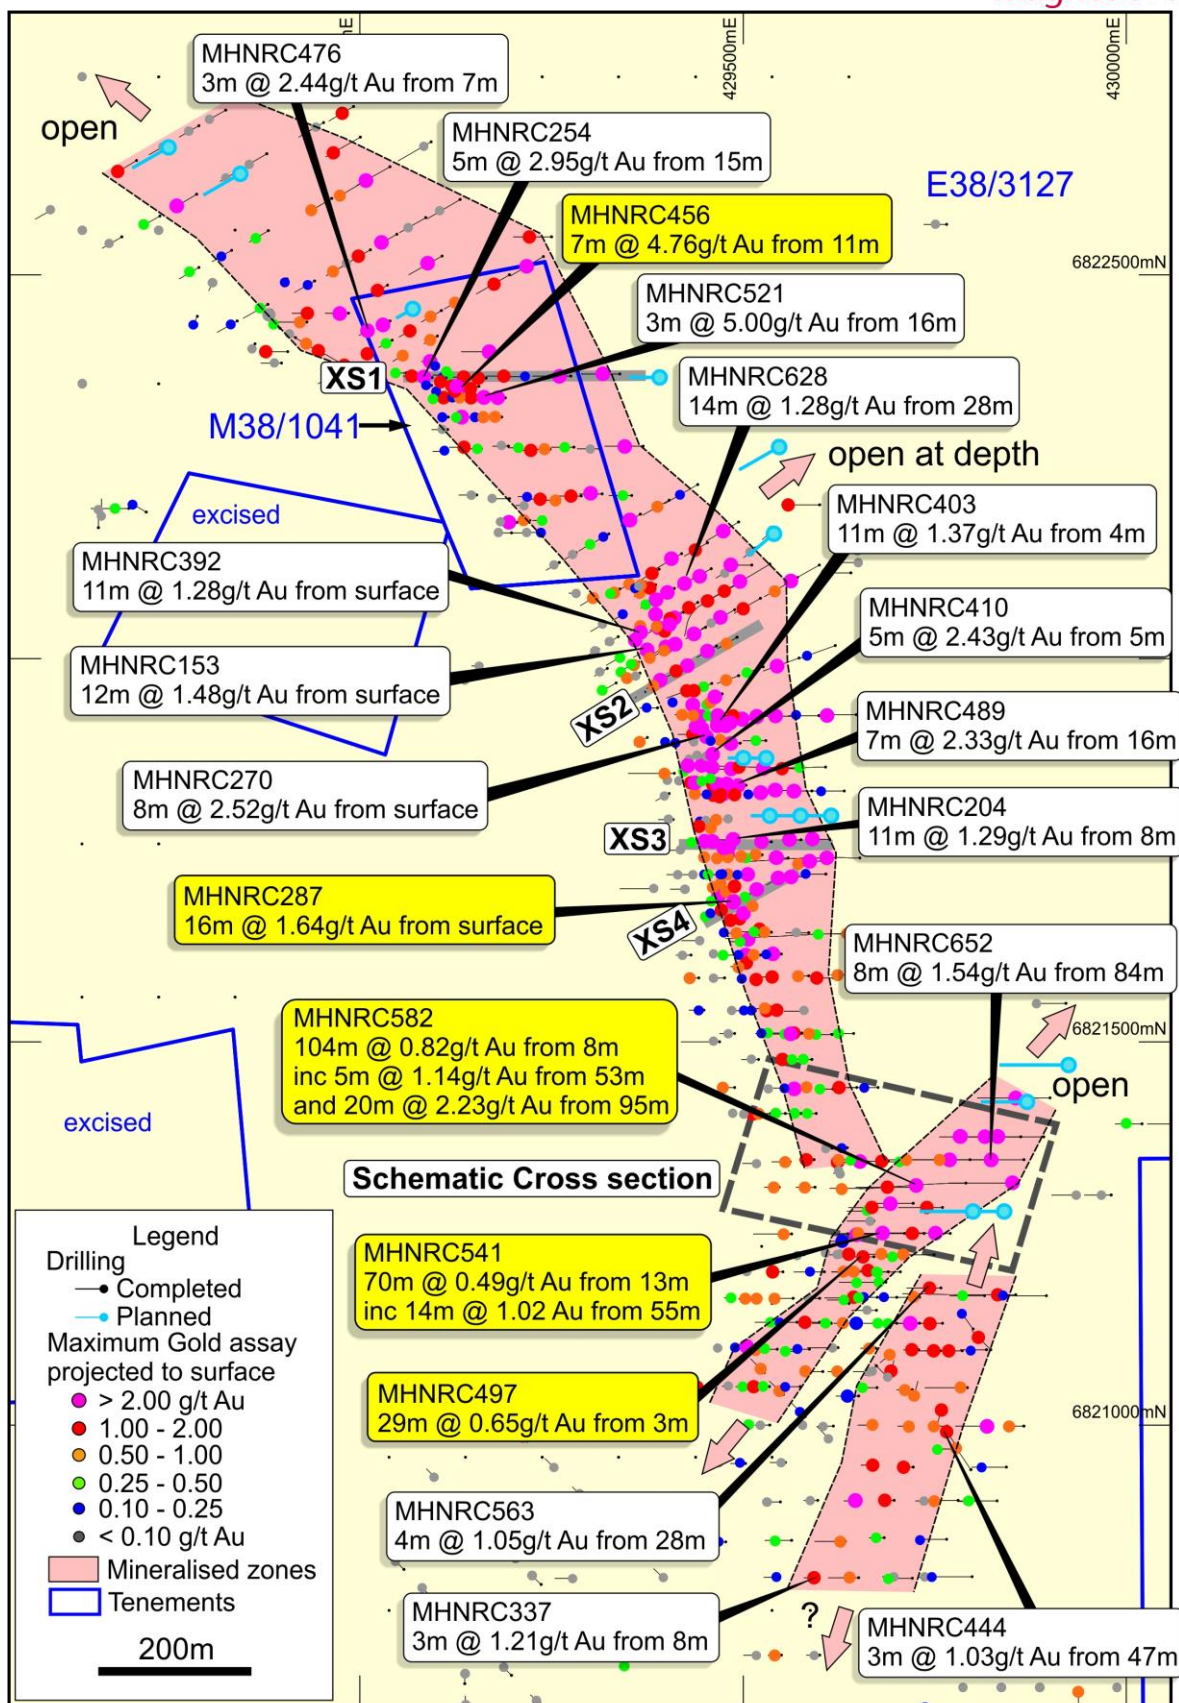 429500mE
430000mE
MHNRC476
3m @ 2.44g/t Au from 7m
open
MHNRC254
5m @ 2.95g/t Au from 15m
E38/3127
MHNRC456
7m @ 4.76g/t Au from 11m
6822500mN
MHNRC521
3m @ 5.00g/t Au from 16m
XS1
MHNRC628
14m @ 1.28g/t Au from 28m
M38/1041
open at depth
excised
MHNRC403
11m @ 1.37g/t Au from 4m
MHNRC392
11m @ 1.28g/t Au from surface
MHNRC410
5m @ 2.43g/t Au from 5m
MHNRC153
12m @ 1.48g/t Au from surface
XS2
MHNRC489
7m @ 2.33g/t Au from 16m
MHNRC270
8m @ 2.52g/t Au from surface
MHNRC204
11m @ 1.29g/t Au from 8m
XS3
MHNRC287
16m @ 1.64g/t Au from surface
XS4
MHNRC652
8m @ 1.54g/t Au from 84m
MHNRC582
104m @ 0.82g/t Au from 8m
inc 5m @ 1.14g/t Au from 53m
and 20m @ 2.23g/t Au from 95m
6821500mN
open
excised
Schematic Cross section
MHNRC541
70m @ 0.49g/t Au from 13m
inc 14m @ 1.02 Au from 55m
MHNRC497
29m @ 0.65g/t Au from 3m
6821000mN
MHNRC563
4m @ 1.05g/t Au from 28m
MHNRC337
3m @ 1.21g/t Au from 8m
?
MHNRC444
3m @ 1.03g/t Au from 47m
Legend
Drilling
Completed
Planned
Maximum Gold assay
projected to surface
> 2.00 g/t Au
1.00 - 2.00
0.50 - 1.00
0.25 - 0.50
0.10 - 0.25
< 0.10 g/t Au
Mineralised zones
Tenements
200m